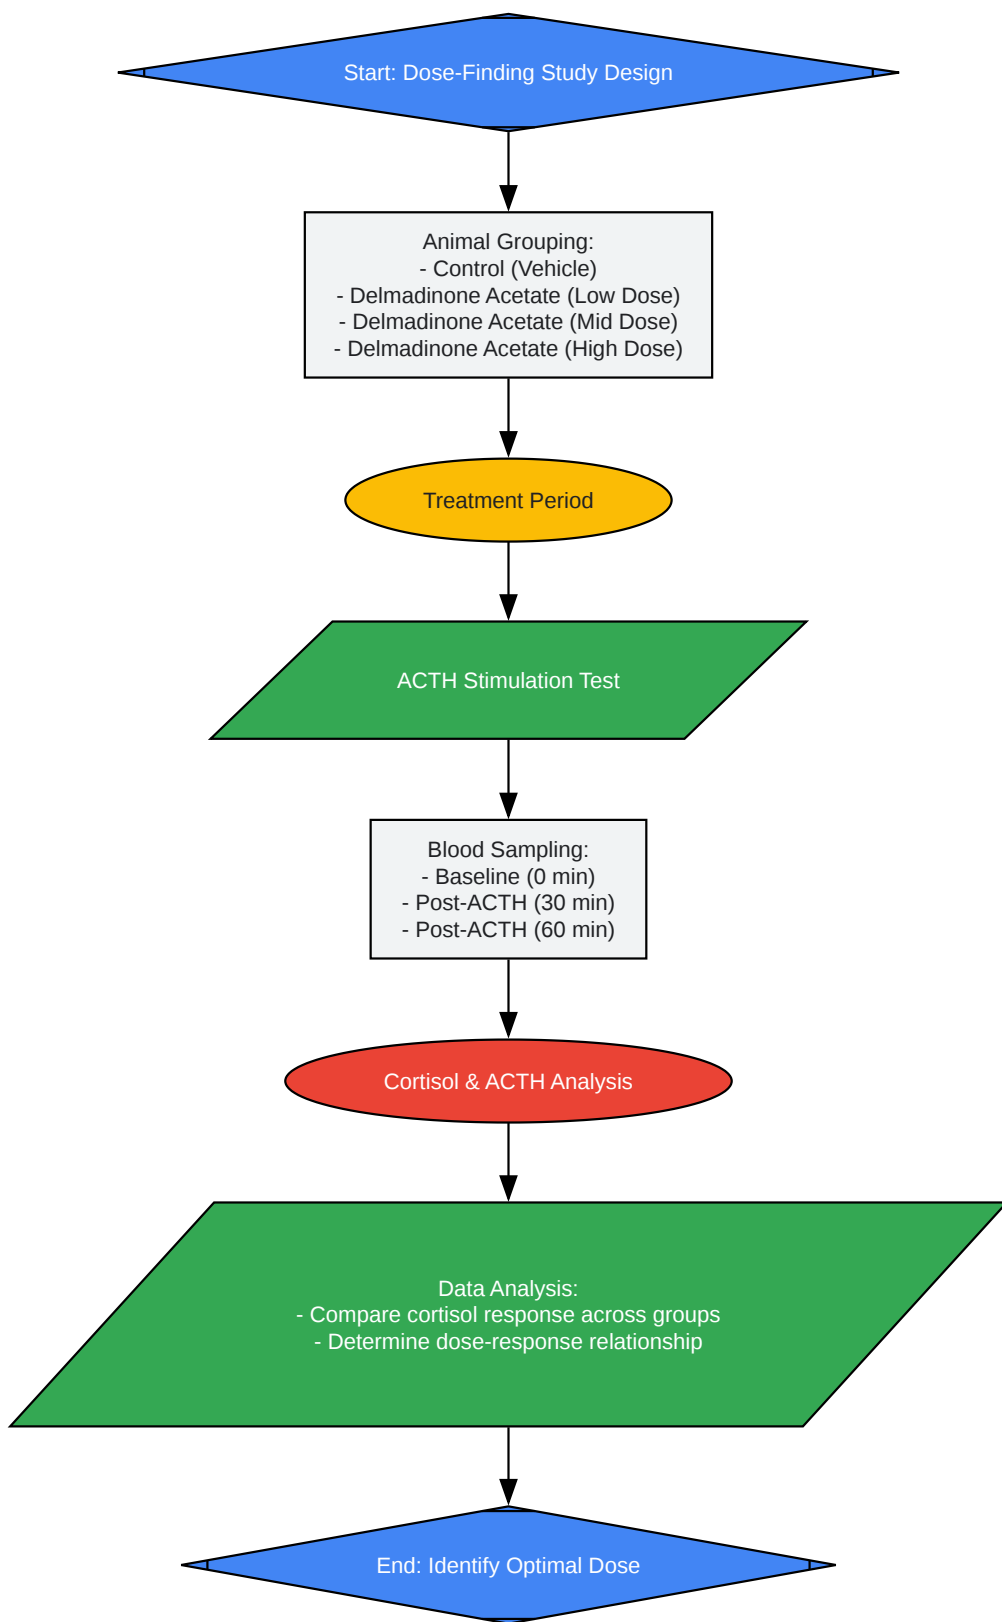 Start: Dose-Finding Study Design
Animal Grouping:
- Control (Vehicle)
- Delmadinone Acetate (Low Dose)
- Delmadinone Acetate (Mid Dose)
- Delmadinone Acetate (High Dose)
Treatment Period
ACTH Stimulation Test
Blood Sampling:
- Baseline (0 min)
- Post-ACTH (30 min)
- Post-ACTH (60 min)
Cortisol & ACTH Analysis
Data Analysis:
- Compare cortisol response across groups
- Determine dose-response relationship
End: Identify Optimal Dose